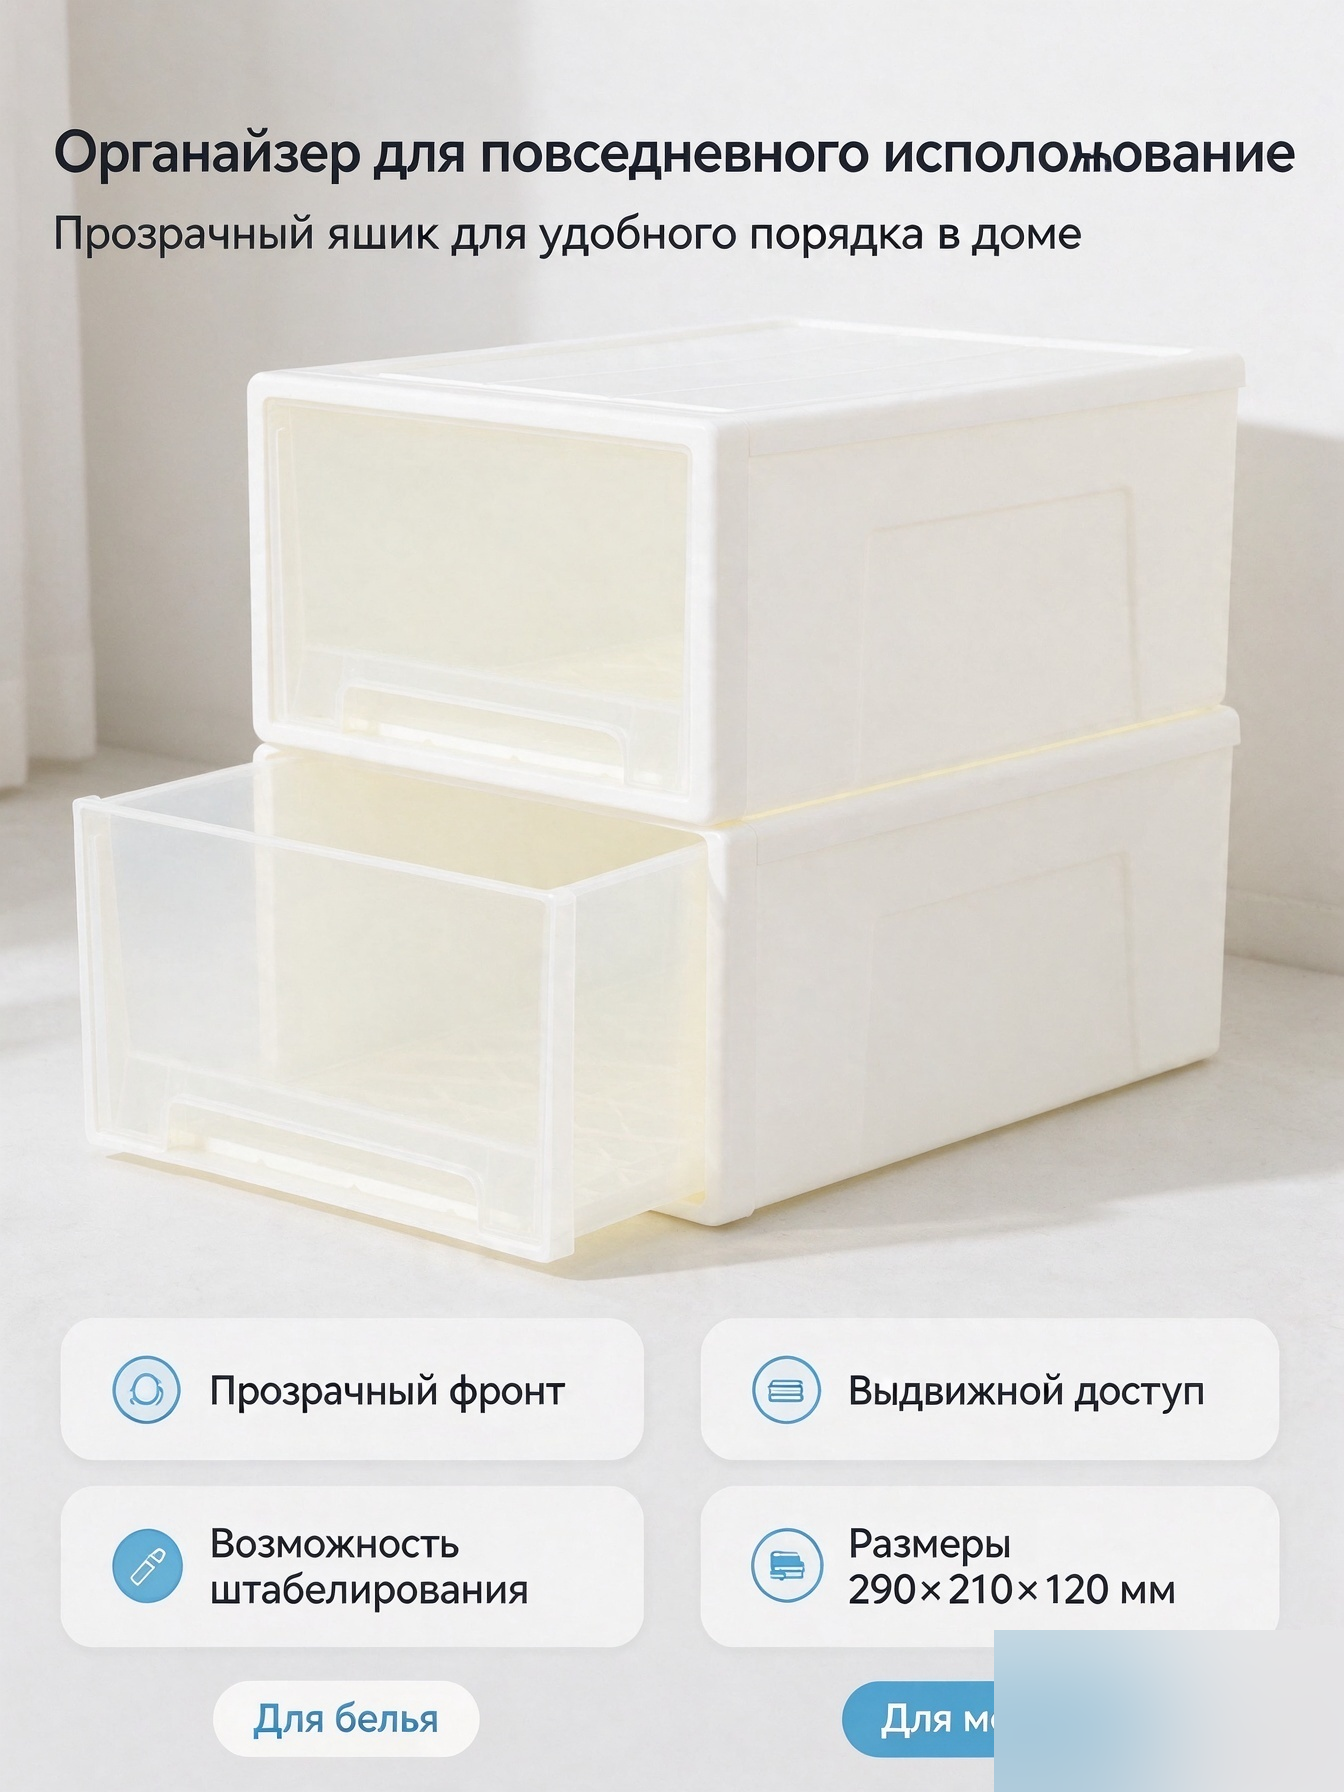 Органайзер для повседневного
Прозрачный яшик для удобного порядка в доме
Прозрачный фронт
Выдвижной доступ
Возможность
штабелирования
Размеры
290×210×120 мм
Для белья
Для